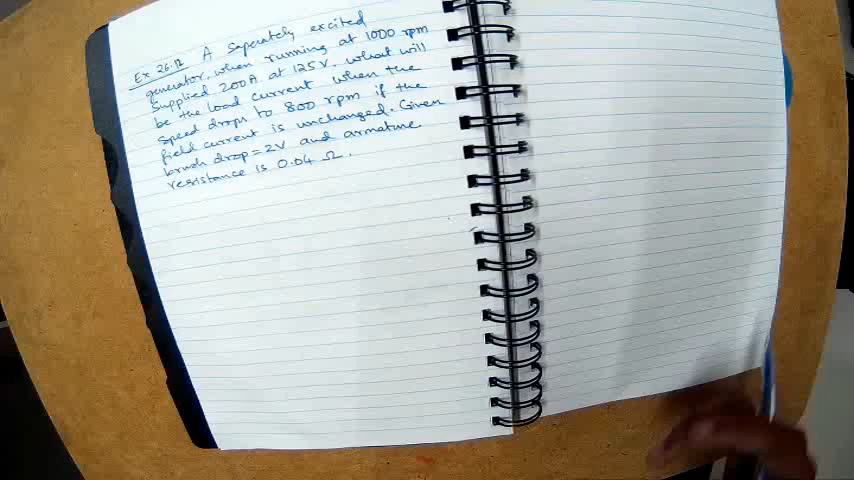 Ex 26.12 A Seperately excited
generator, when running at 1000 rpm
supplied 200A at 125V. What will
be the load current when the
speed drops to 800 rpm if the
field current is unchanged. Given
brush drop = 2V and armature
resistance is 0.04 Ω.